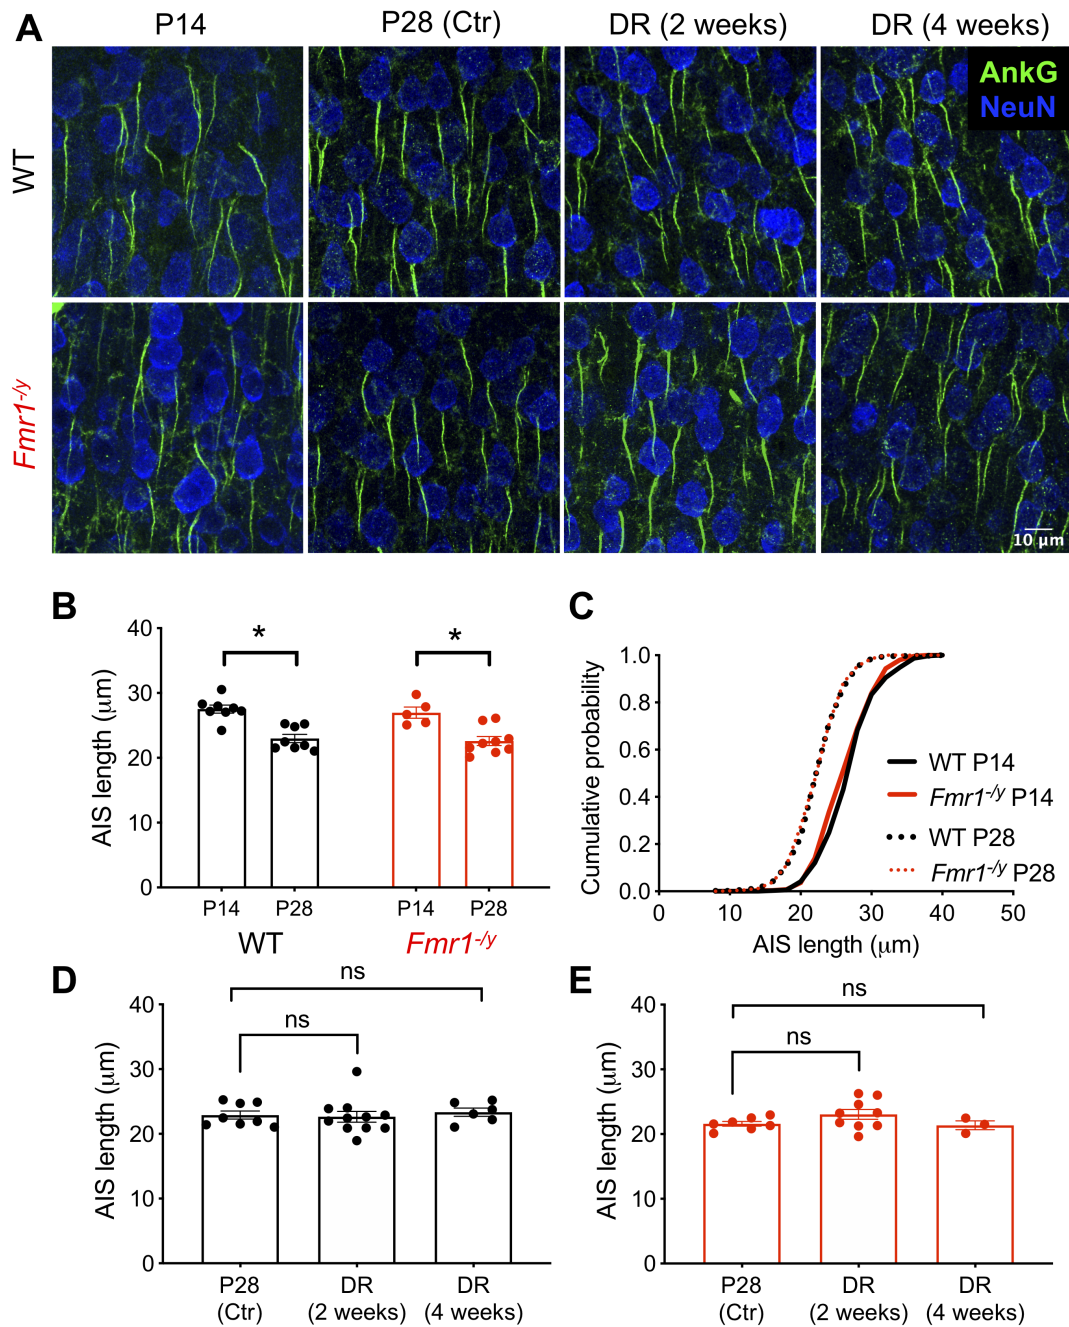 A
P14
P28 (Ctr)
DR (2 weeks)
DR (4 weeks)
AnkG
NeuN
WT
Fmr1-/y
10 µm
B
AIS length (µm)
40
30
20
10
0
*
*
P14
P28
P14
P28
WT
Fmr1-/y
C
Cumulative probability
1.0
0.8
0.6
0.4
0.2
0.0
0
10
20
30
40
50
AIS length (µm)
WT P14
Fmr1-/y P14
WT P28
Fmr1-/y P28
D
AIS length (µm)
40
30
20
10
0
ns
ns
P28
(Ctr)
DR
(2 weeks)
DR
(4 weeks)
E
AIS length (µm)
40
30
20
10
0
ns
ns
P28
(Ctr)
DR
(2 weeks)
DR
(4 weeks)